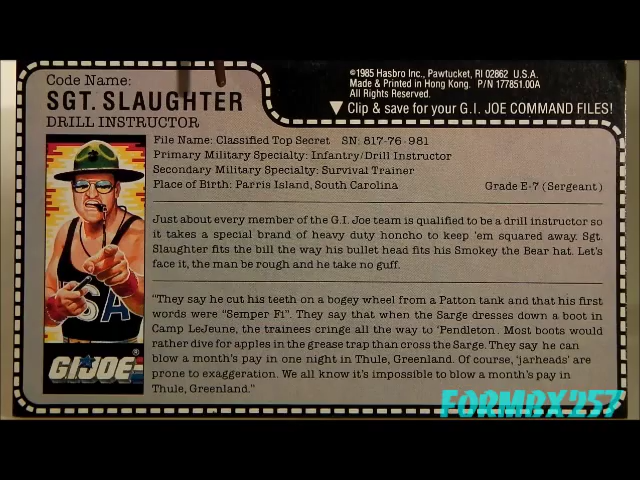 Code Name:
SGT. SLAUGHTER
DRILL INSTRUCTOR
©1985 Hasbro Inc., Pawtucket, RI 02862 U.S.A.
Made & Printed in Hong Kong. P/N 177851.00A
All Rights Reserved.
▼ Clip & save for your G.I. JOE COMMAND FILES!
File Name: Classified Top Secret SN: 817-76-981
Primary Military Specialty: Infantry/Drill Instructor
Secondary Military Specialty: Survival Trainer
Place of Birth: Parris Island, South Carolina Grade E-7 (Sergeant)
Just about every member of the G.I. Joe team is qualified to be a drill instructor so
it takes a special brand of heavy duty honcho to keep 'em squared away. Sgt.
Slaughter fits the bill the way his bullet head fits his Smokey the Bear hat. Let's
face it, the man be rough and he take no guff.
"They say he cut his teeth on a bogey wheel from a Patton tank and that his first
words were "Semper Fi". They say that when the Sarge dresses down a boot in
Camp LeJeune, the trainees cringe all the way to 'Pendleton. Most boots would
rather dive for apples in the grease trap than cross the Sarge. They say he can
blow a month's pay in one night in Thule, Greenland. Of course, 'jarheads' are
prone to exaggeration. We all know it's impossible to blow a month's pay in
Thule, Greenland."
SA
G.I. JOE
FORMBX257